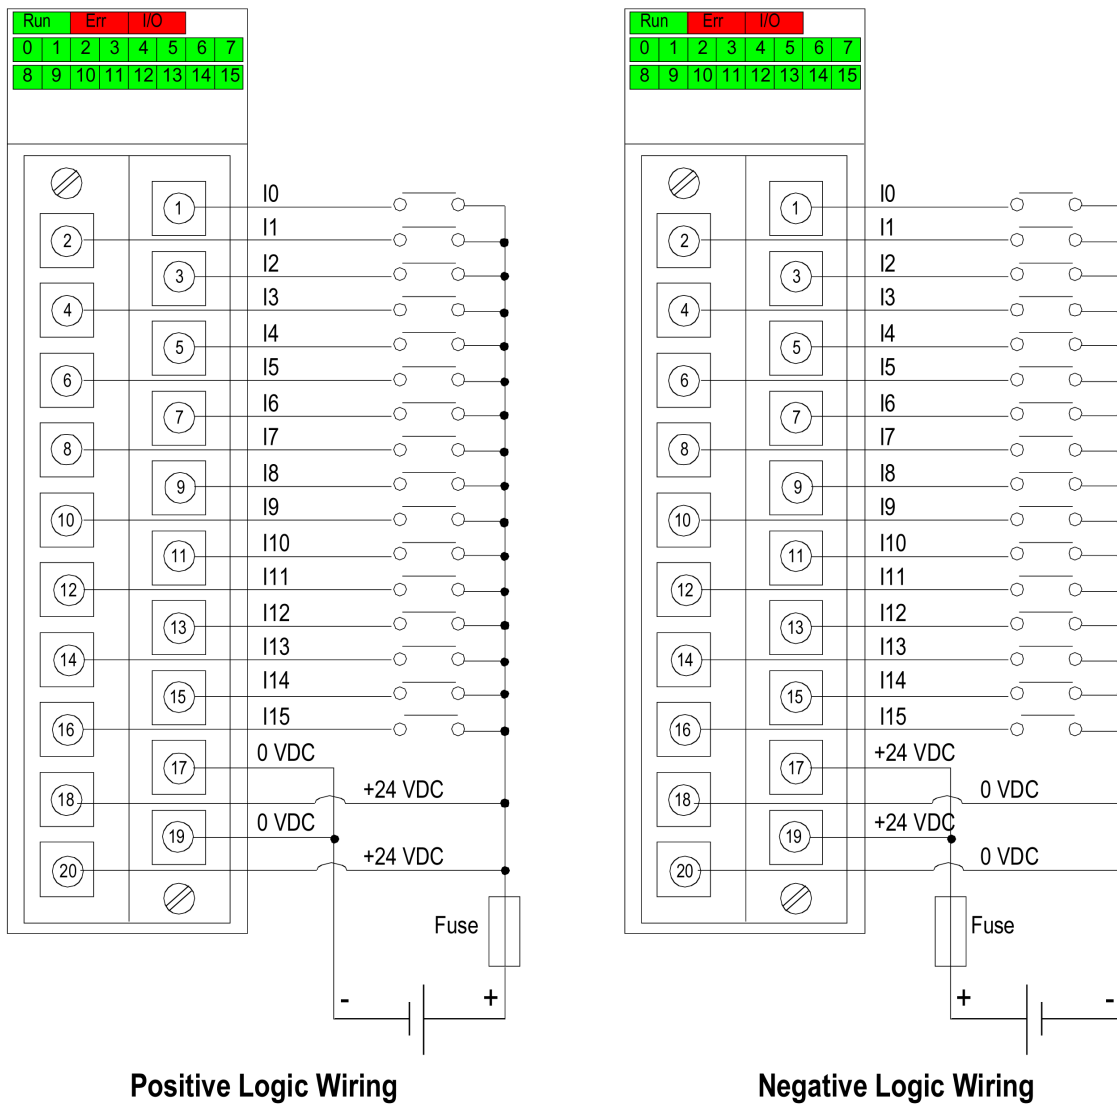 Run Err I/O
0 1 2 3 4 5 6 7
8 9 10 11 12 13 14 15
1 I0
2 I1
3 I2
4 I3
5 I4
6 I5
7 I6
8 I7
9 I8
10 I9
11 I10
12 I11
13 I12
14 I13
15 I14
16 I15
17 0 VDC
18 +24 VDC
19 0 VDC
20 +24 VDC
Fuse
- +
Positive Logic Wiring
Run Err I/O
0 1 2 3 4 5 6 7
8 9 10 11 12 13 14 15
1 I0
2 I1
3 I2
4 I3
5 I4
6 I5
7 I6
8 I7
9 I8
10 I9
11 I10
12 I11
13 I12
14 I13
15 I14
16 I15
17 +24 VDC
18 0 VDC
19 +24 VDC
20 0 VDC
Fuse
+ -
Negative Logic Wiring